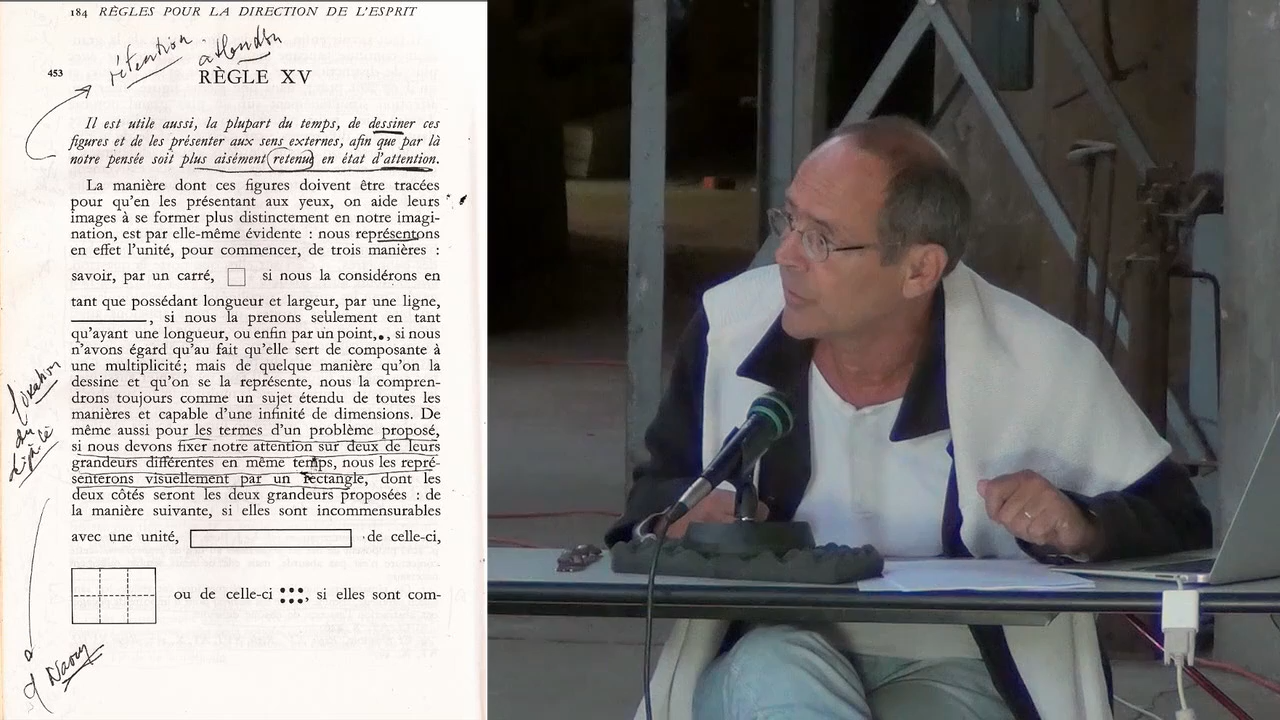 184 RÈGLES POUR LA DIRECTION DE L'ESPRIT
rétention attention
453
RÈGLE XV
Il est utile aussi, la plupart du temps, de dessiner ces
figures et de les présenter aux sens externes, afin que par là
notre pensée soit plus aisément retenue en état d'attention.
La manière dont ces figures doivent être tracées
pour qu'en les présentant aux yeux, on aide leurs
images à se former plus distinctement en notre imagi-
nation, est par elle-même évidente : nous représentons
en effet l'unité, pour commencer, de trois manières :
savoir, par un carré, si nous la considérons en
tant que possédant longueur et largeur, par une ligne,
, si nous la prenons seulement en tant
qu'ayant une longueur, ou enfin par un point, ., si nous
n'avons égard qu'au fait qu'elle sert de composante à
une multiplicité; mais de quelque manière qu'on la
dessine et qu'on se la représente, nous la compren-
drons toujours comme un sujet étendu de toutes les
manières et capable d'une infinité de dimensions. De
même aussi pour les termes d'un problème proposé,
si nous devons fixer notre attention sur deux de leurs
grandeurs différentes en même temps, nous les repré-
senterons visuellement par un rectangle, dont les
deux côtés seront les deux grandeurs proposées : de
la manière suivante, si elles sont incommensurables
avec une unité, de celle-ci,
ou de celle-ci , si elles sont com-